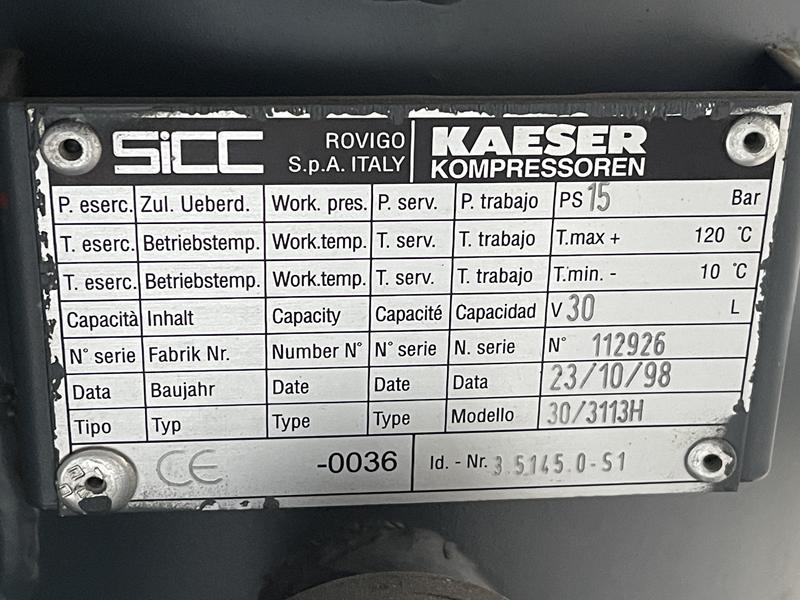 SICC ROVIGO S.p.A. ITALY KAESER KOMPRESSOREN
P. eserc. Zul. Ueberd. Work. pres. P. serv. P. trabajo PS 15 Bar
T. eserc. Betriebstemp. Work.temp. T. serv. T. trabajo T.max + 120 °C
T. eserc. Betriebstemp. Work.temp. T. serv. T. trabajo T.min. - 10 °C
Capacità Inhalt Capacity Capacité Capacidad V 30 L
N° serie Fabrik Nr. Number N° N° serie N. serie N° 112926
Data Baujahr Date Date Data 23/10/98
Tipo Typ Type Type Modello 30/3113H
CE -0036 Id. - Nr. 3.5145.0-S1